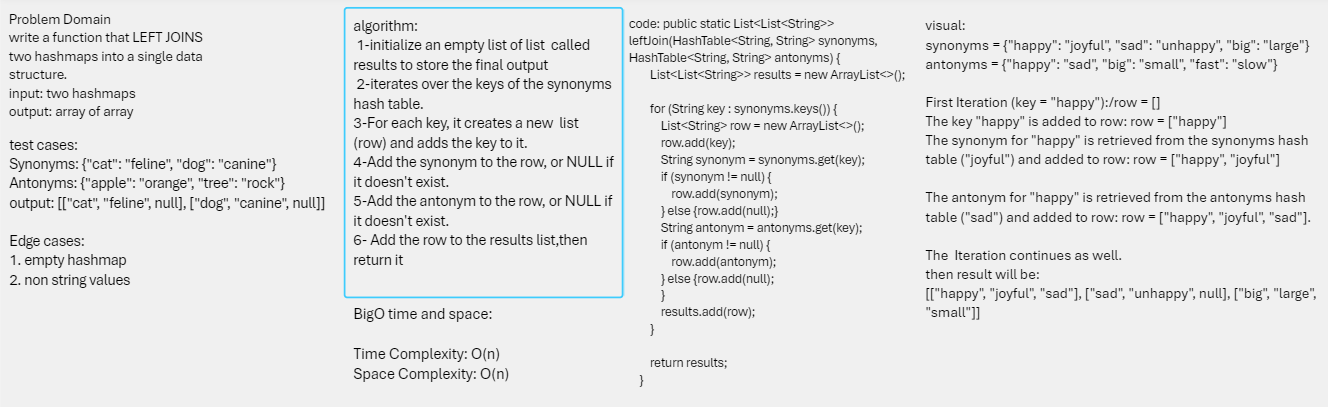 Problem Domain
write a function that LEFT JOINS
two hashmaps into a single data
structure.
input: two hashmaps
output: array of array
test cases:
Synonyms: {"cat": "feline", "dog": "canine"}
Antonyms: {"apple": "orange", "tree": "rock"}
output: [["cat", "feline", null], ["dog", "canine", null]]
Edge cases:
1. empty hashmap
2. non string values
algorithm:
1-initialize an empty list of list called
results to store the final output
2-iterates over the keys of the synonyms
hash table.
3-For each key, it creates a new list
(row) and adds the key to it.
4-Add the synonym to the row, or NULL if
it doesn't exist.
5-Add the antonym to the row, or NULL if
it doesn't exist.
6- Add the row to the results list,then
return it
BigO time and space:
Time Complexity: O(n)
Space Complexity: O(n)
code: public static List<List<String>>
leftJoin(HashTable<String, String> synonyms,
HashTable<String, String> antonyms) {
List<List<String>> results = new ArrayList<>();
for (String key : synonyms.keys()) {
List<String> row = new ArrayList<>();
row.add(key);
String synonym = synonyms.get(key);
if (synonym != null) {
row.add(synonym);
} else {row.add(null);}
String antonym = antonyms.get(key);
if (antonym != null) {
row.add(antonym);
} else {row.add(null);
}
results.add(row);
}
return results;
}
visual:
synonyms = {"happy": "joyful", "sad": "unhappy", "big": "large"}
antonyms = {"happy": "sad", "big": "small", "fast": "slow"}
First Iteration (key = "happy"):/row = []
The key "happy" is added to row: row = ["happy"]
The synonym for "happy" is retrieved from the synonyms hash
table ("joyful") and added to row: row = ["happy", "joyful"]
The antonym for "happy" is retrieved from the antonyms hash
table ("sad") and added to row: row = ["happy", "joyful", "sad"].
The Iteration continues as well.
then result will be:
[["happy", "joyful", "sad"], ["sad", "unhappy", null], ["big", "large",
"small"]]